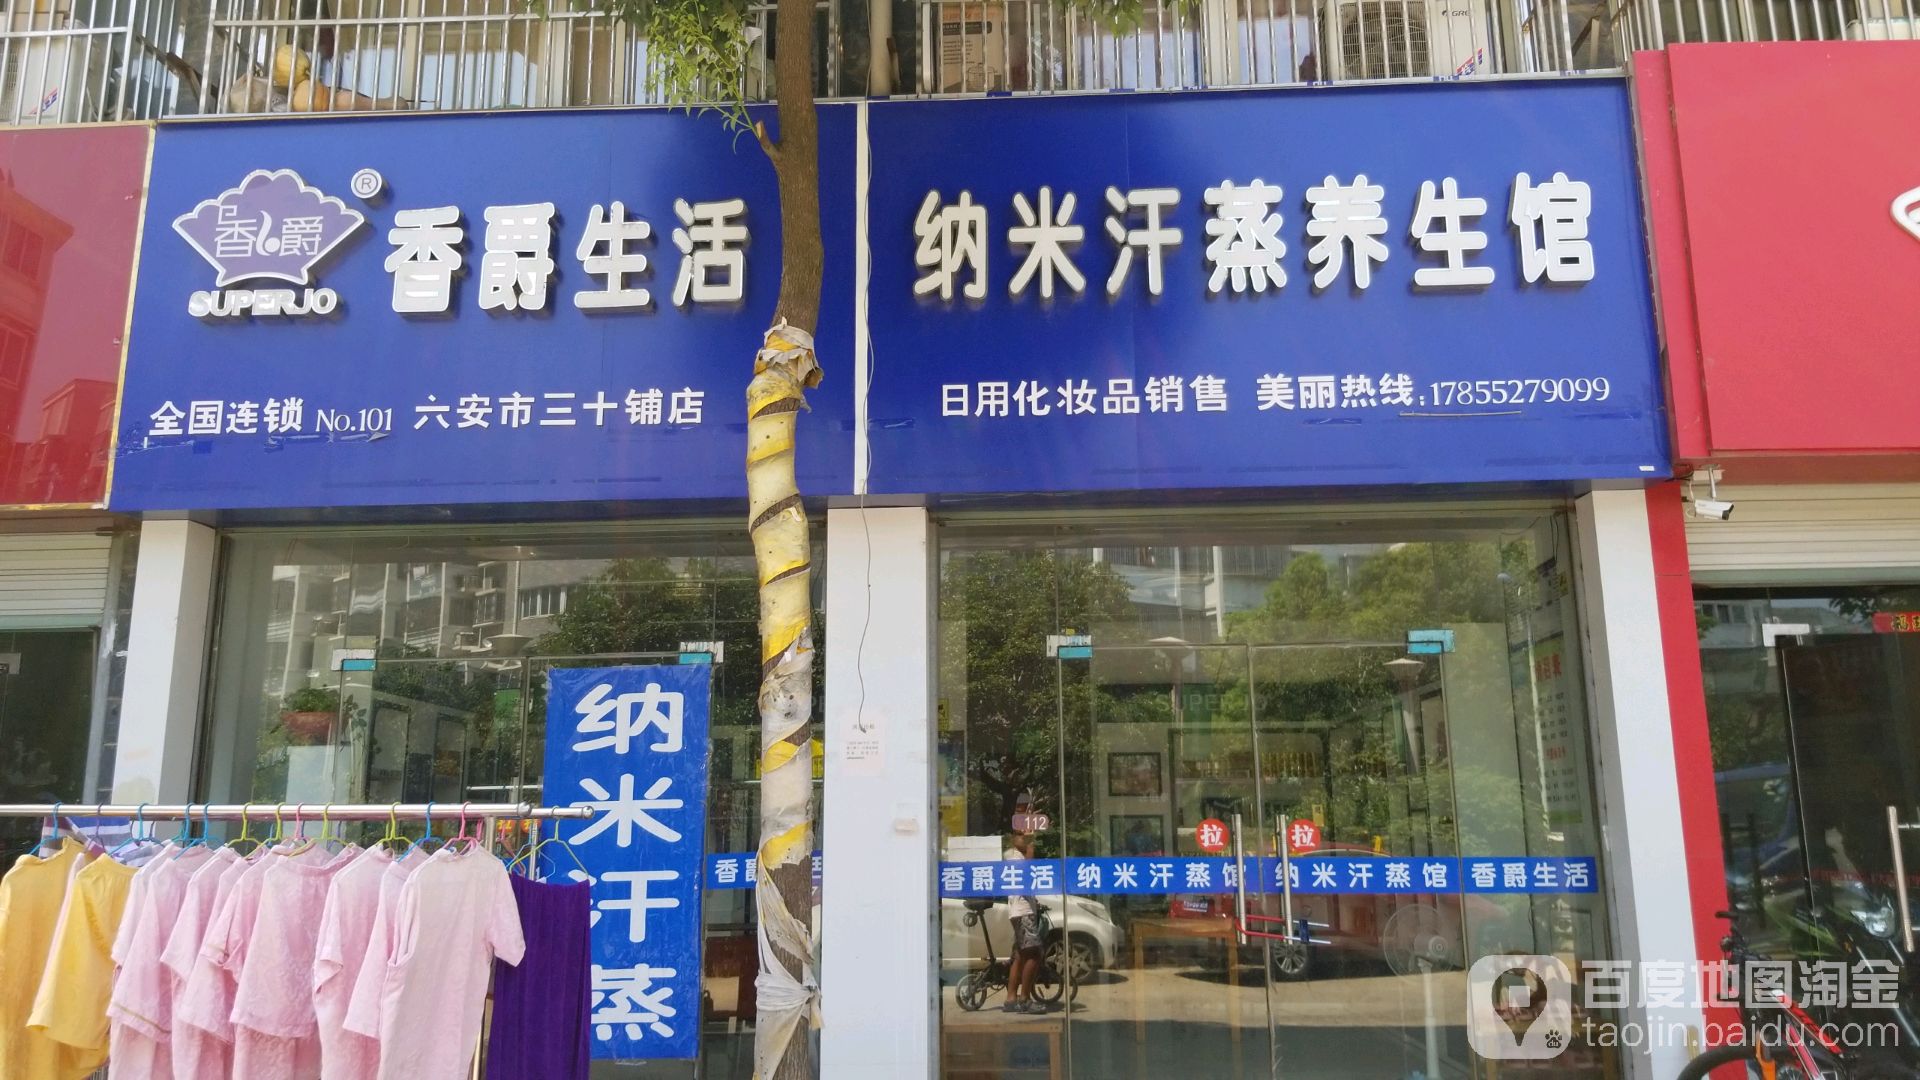 香爵
®
SUPERJO
香爵生活
纳米汗蒸养生馆
全国连锁 No.101 六安市三十铺店
日用化妆品销售 美丽热线:17855279099
纳米汗蒸
112
拉 拉
香爵生活 纳米汗蒸馆 纳米汗蒸馆 香爵生活
SUPERJO
GREE
百度地图淘金
taojin.baidu.com